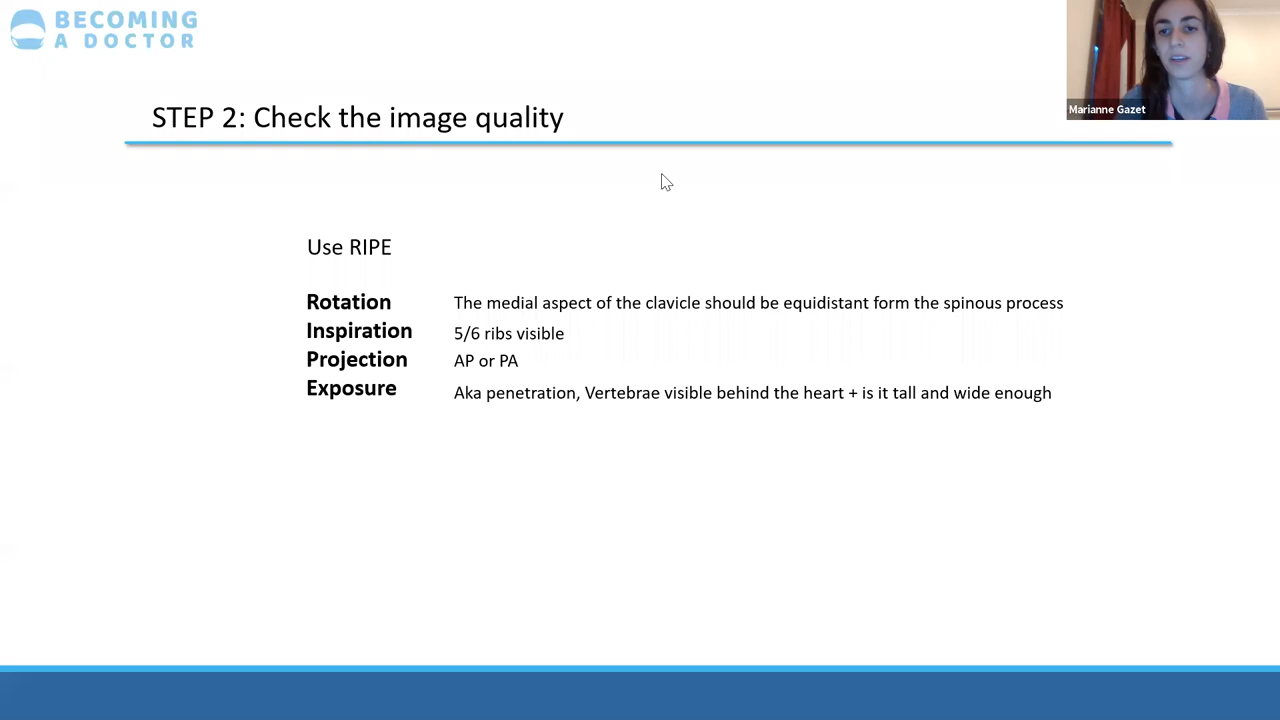 BECOMING
A DOCTOR
Marianne Gazet
STEP 2: Check the image quality
Use RIPE
Rotation The medial aspect of the clavicle should be equidistant form the spinous process
Inspiration 5/6 ribs visible
Projection AP or PA
Exposure Aka penetration, Vertebrae visible behind the heart + is it tall and wide enough